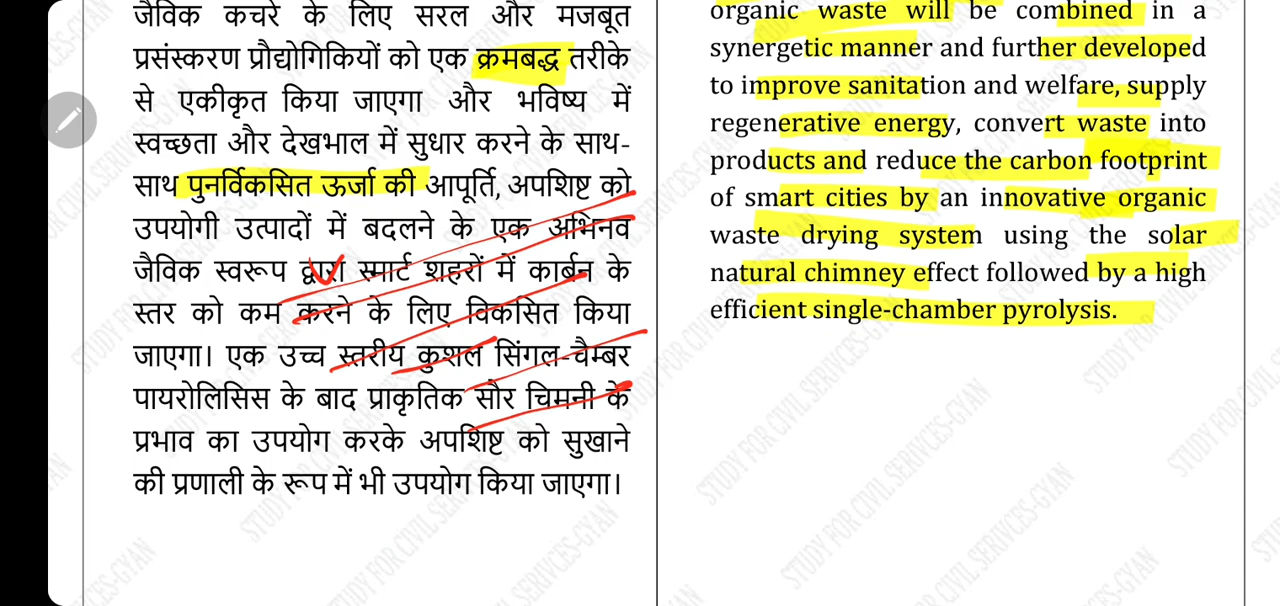 जैविक कचरे के लिए सरल और मजबूत
प्रसंस्करण प्रौद्योगिकियों को एक क्रमबद्ध तरीके
से एकीकृत किया जाएगा और भविष्य में
स्वच्छता और देखभाल में सुधार करने के साथ-
साथ पुनर्विकसित ऊर्जा की आपूर्ति, अपशिष्ट को
उपयोगी उत्पादों में बदलने के एक अभिनव
जैविक स्वरूप द्वारा स्मार्ट शहरों में कार्बन के
स्तर को कम करने के लिए विकसित किया
जाएगा। एक उच्च स्तरीय कुशल सिंगल-चैम्बर
पायरोलिसिस के बाद प्राकृतिक सौर चिमनी के
प्रभाव का उपयोग करके अपशिष्ट को सुखाने
की प्रणाली के रूप में भी उपयोग किया जाएगा।
organic waste will be combined in a
synergetic manner and further developed
to improve sanitation and welfare, supply
regenerative energy, convert waste into
products and reduce the carbon footprint
of smart cities by an innovative organic
waste drying system using the solar
natural chimney effect followed by a high
efficient single-chamber pyrolysis.
STUDY FOR CIVIL SERIVCES-GYAN